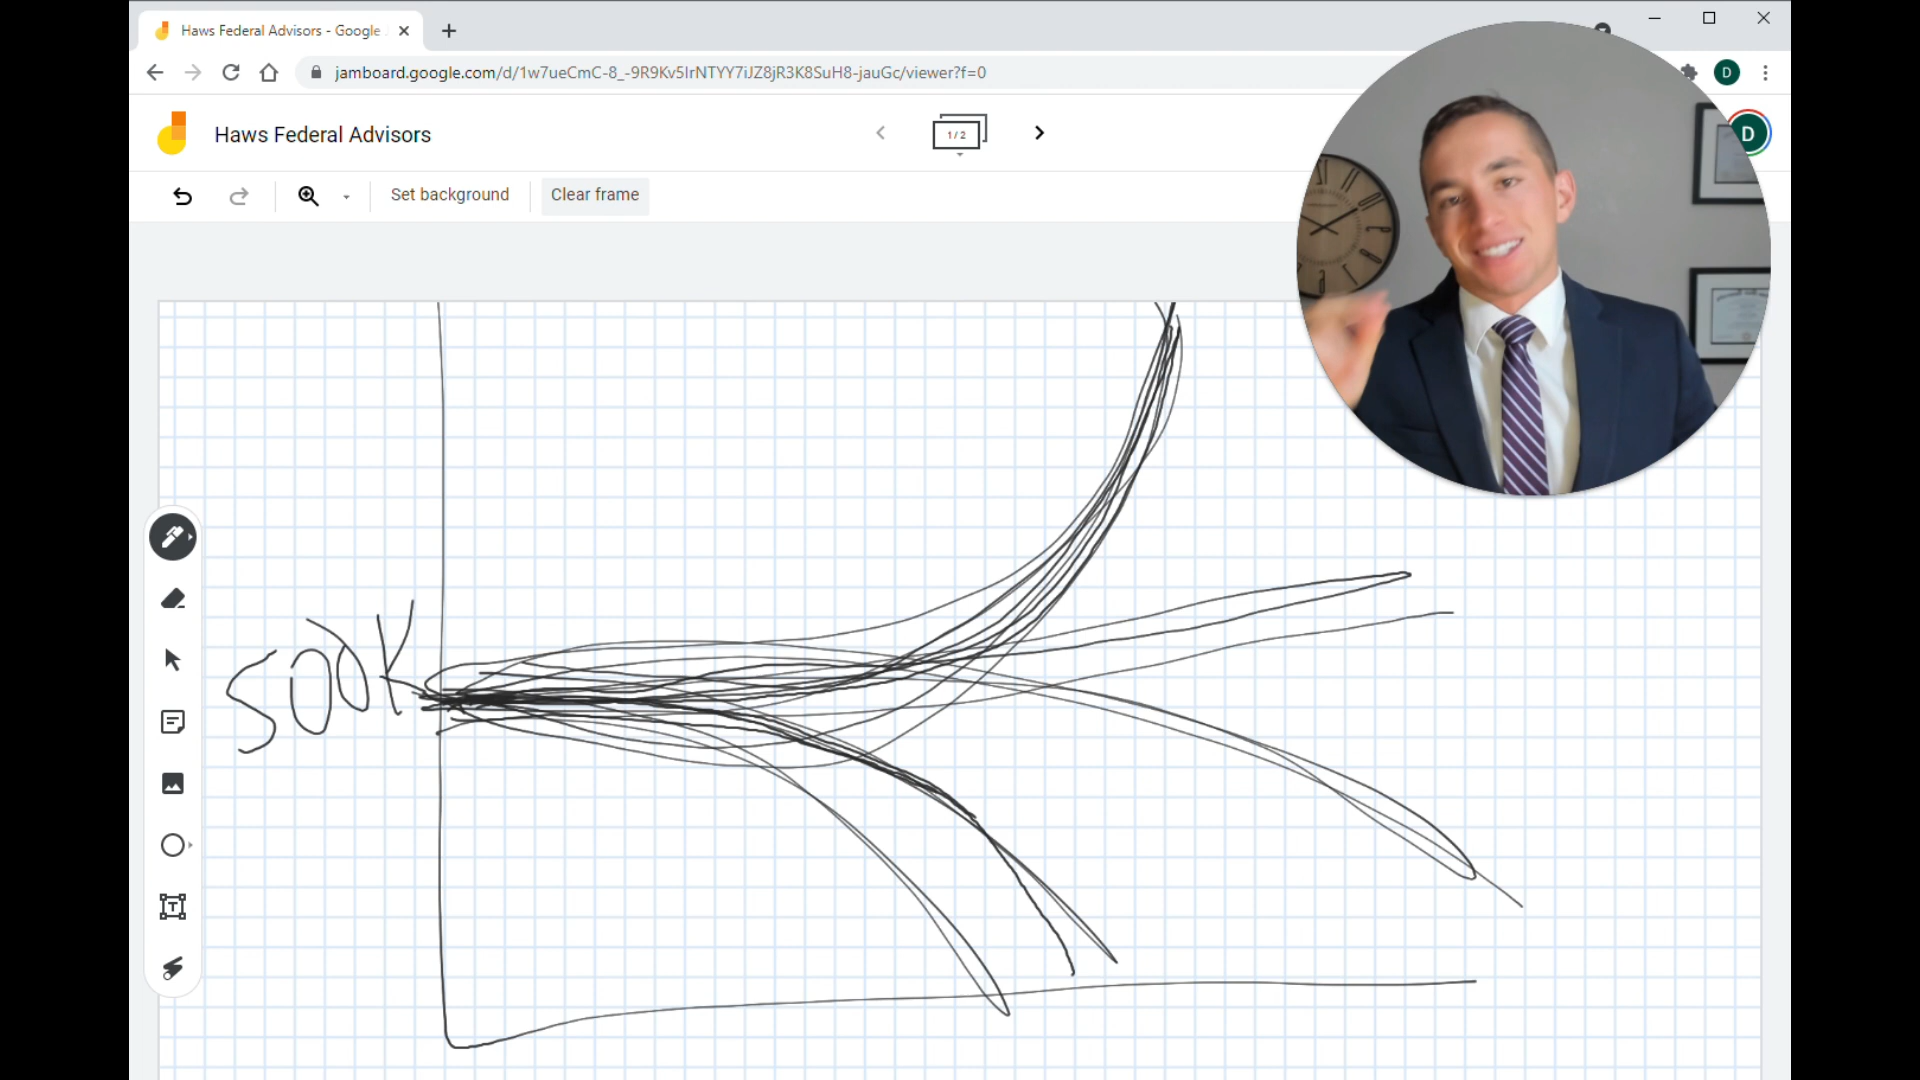 Haws Federal Advisors - Google
jamboard.google.com/d/1w7ueCmC-8_-9R9Kv5IrNTYY7iJZ8jR3K8SuH8-jauGc/viewer?f=0
D
Haws Federal Advisors
1 / 2
D
Set background
Clear frame
500K
T